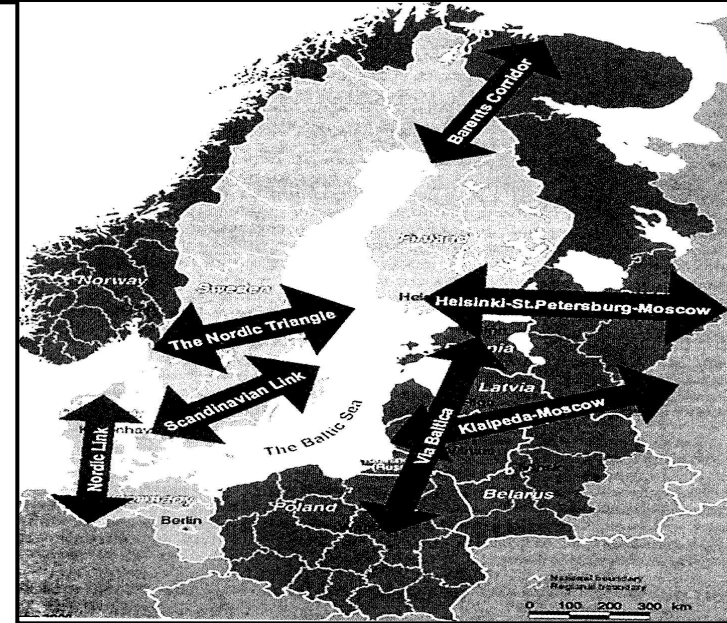 Barents Corridor
Finland
Norway
Sweden
Helsinki-St.Petersburg-Moscow
The Nordic Triangle
Latvia
Scandinavian Link
Klaipeda-Moscow
Via Baltica
The Baltic Sea
Nordic Link
Belarus
Poland
Berlin
National boundary
Regional boundary
0 100 200 300 km